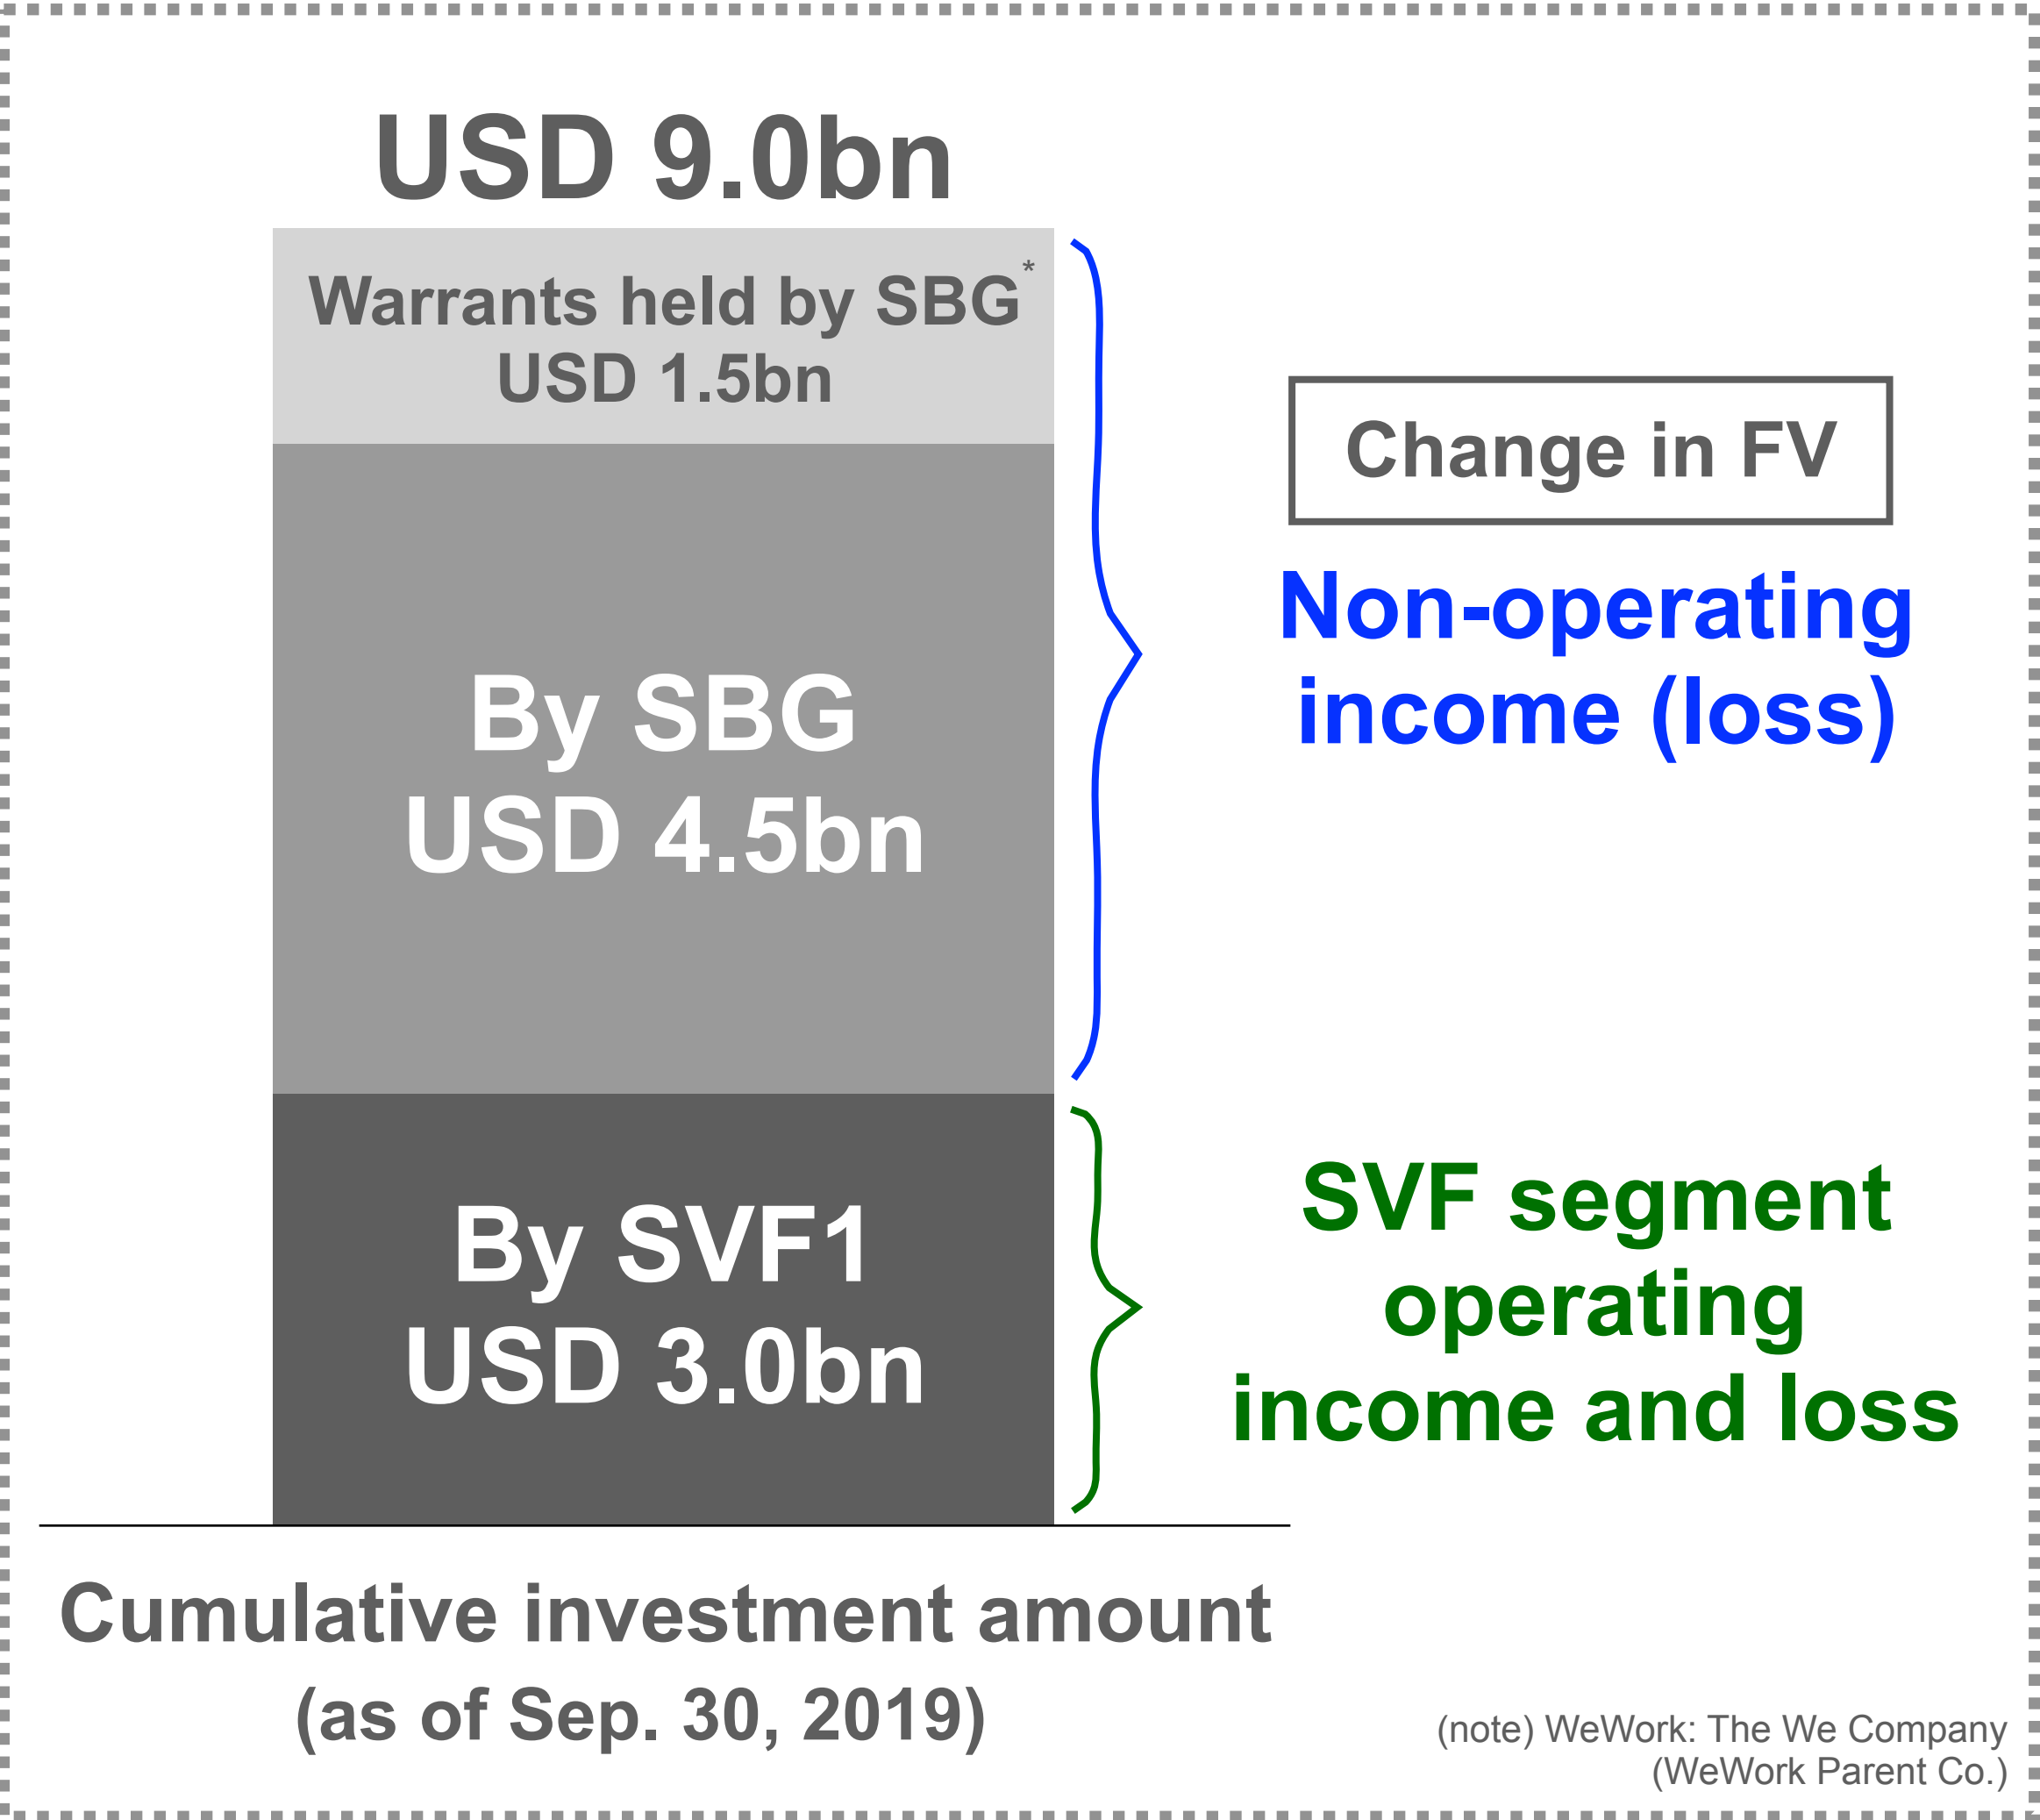 USD 9.0bn
Warrants held by SBG*
USD 1.5bn
Change in FV
Non-operating
income (loss)
By SBG
USD 4.5bn
By SVF1
USD 3.0bn
SVF segment
operating
income and loss
Cumulative investment amount
(as of Sep. 30, 2019)
(note) WeWork: The We Company
(WeWork Parent Co.)